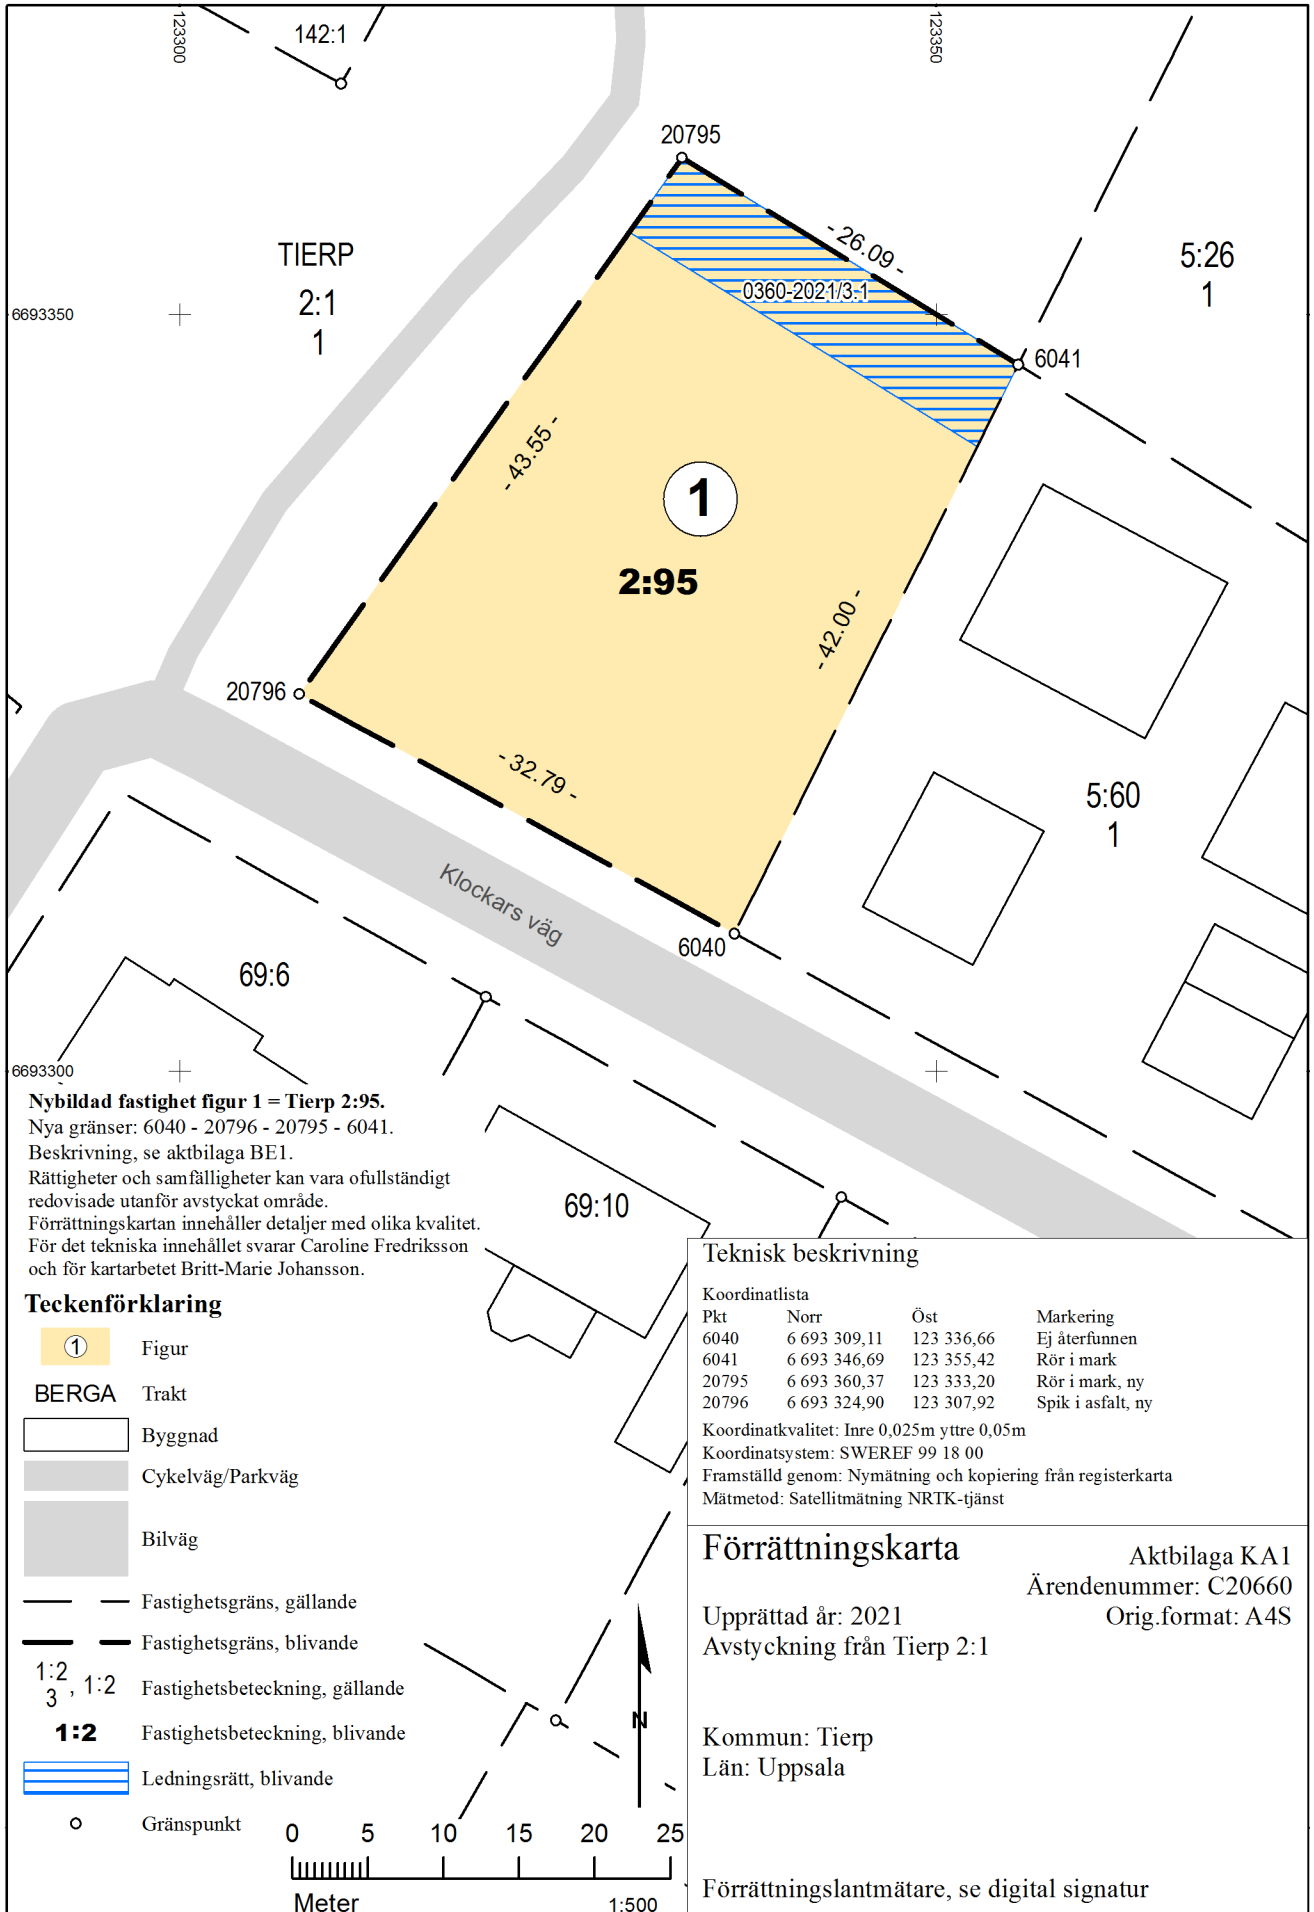 123300
123350
142:1
20795
TIERP
2:1
1
- 26.09 -
5:26
1
0360-2021/3:1
6693350
6041
- 43.55 -
1
2:95
- 42.00 -
20796
- 32.79 -
5:60
1
Klockars väg
6040
69:6
6693300
69:10
Nybildad fastighet figur 1 = Tierp 2:95.
Nya gränser: 6040 - 20796 - 20795 - 6041.
Beskrivning, se aktbilaga BE1.
Rättigheter och samfälligheter kan vara ofullständigt
redovisade utanför avstyckat område.
Förrättningskartan innehåller detaljer med olika kvalitet.
För det tekniska innehållet svarar Caroline Fredriksson
och för kartarbetet Britt-Marie Johansson.
Teckenförklaring
1 Figur
BERGA Trakt
Byggnad
Cykelväg/Parkväg
Bilväg
Fastighetsgräns, gällande
Fastighetsgräns, blivande
1:2
3 , 1:2 Fastighetsbeteckning, gällande
1:2 Fastighetsbeteckning, blivande
Ledningsrätt, blivande
Gränspunkt
N
0 5 10 15 20 25
Meter 1:500
Teknisk beskrivning
Koordinatlista
Pkt Norr Öst Markering
6040 6 693 309,11 123 336,66 Ej återfunnen
6041 6 693 346,69 123 355,42 Rör i mark
20795 6 693 360,37 123 333,20 Rör i mark, ny
20796 6 693 324,90 123 307,92 Spik i asfalt, ny
Koordinatkvalitet: Inre 0,025m yttre 0,05m
Koordinatsystem: SWEREF 99 18 00
Framställd genom: Nymätning och kopiering från registerkarta
Mätmetod: Satellitmätning NRTK-tjänst
Förrättningskarta
Aktbilaga KA1
Ärendenummer: C20660
Orig.format: A4S
Upprättad år: 2021
Avstyckning från Tierp 2:1
Kommun: Tierp
Län: Uppsala
Förrättningslantmätare, se digital signatur